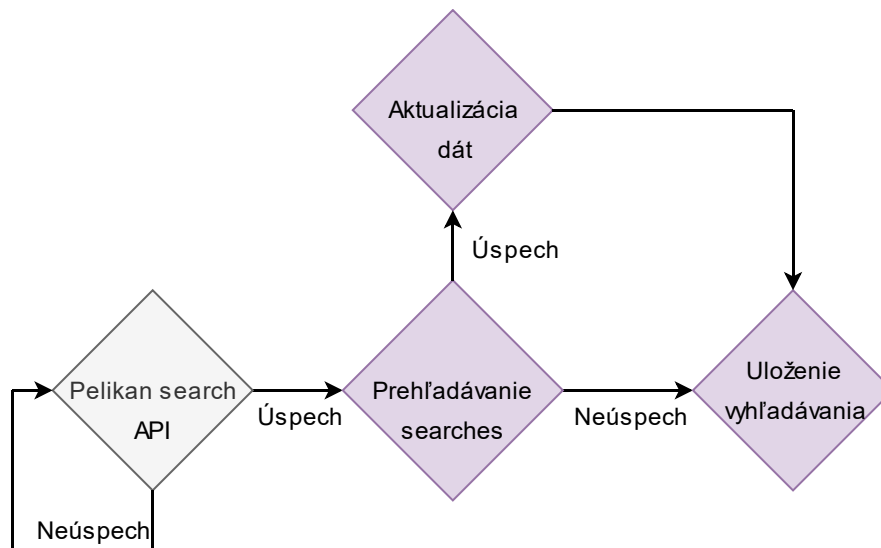 Aktualizácia
dát
Úspech
Pelikan search
API
Úspech
Prehľadávanie
searches
Neúspech
Uloženie
vyhľadávania
Neúspech